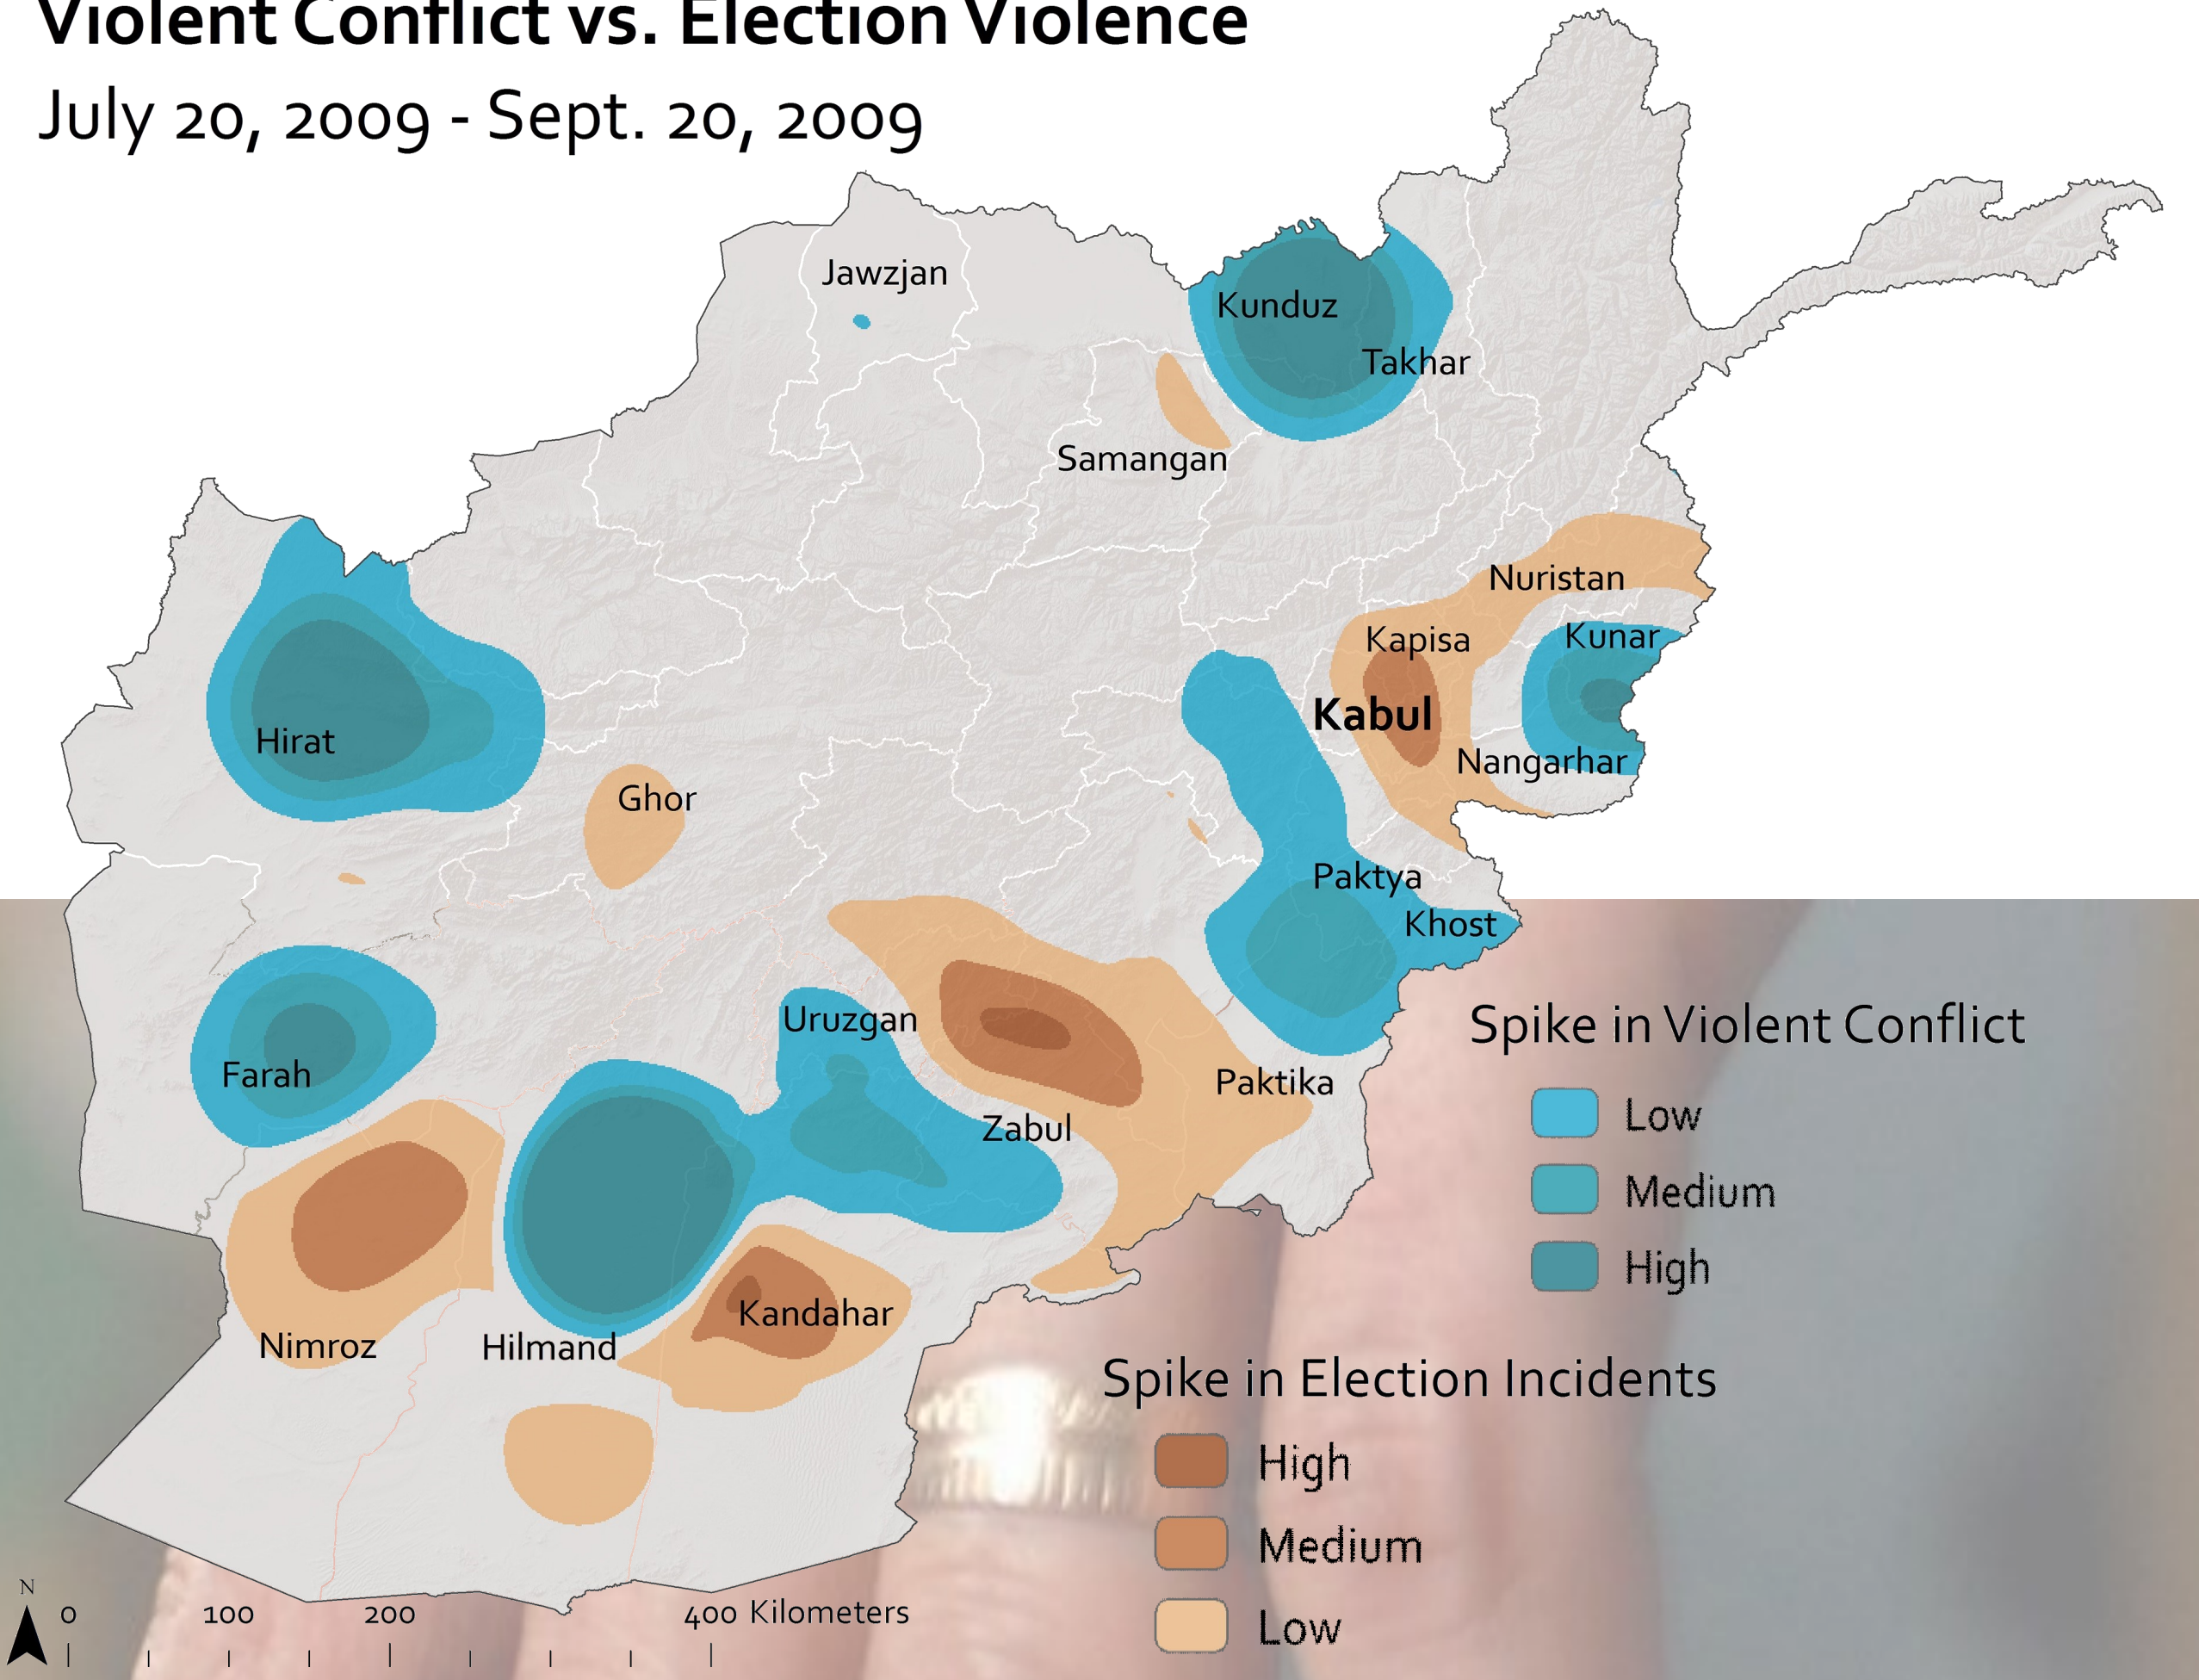 Violent Conflict vs. Election Violence
July 20, 2009 - Sept. 20, 2009
Jawzjan
Kunduz
Takhar
Samangan
Nuristan
Kapisa
Kunar
Kabul
Hirat
Nangarhar
Ghor
Paktya
Khost
Uruzgan
Farah
Paktika
Zabul
Kandahar
Nimroz
Hilmand
Spike in Violent Conflict
Low
Medium
High
Spike in Election Incidents
High
Medium
Low
N
0 100 200 400 Kilometers